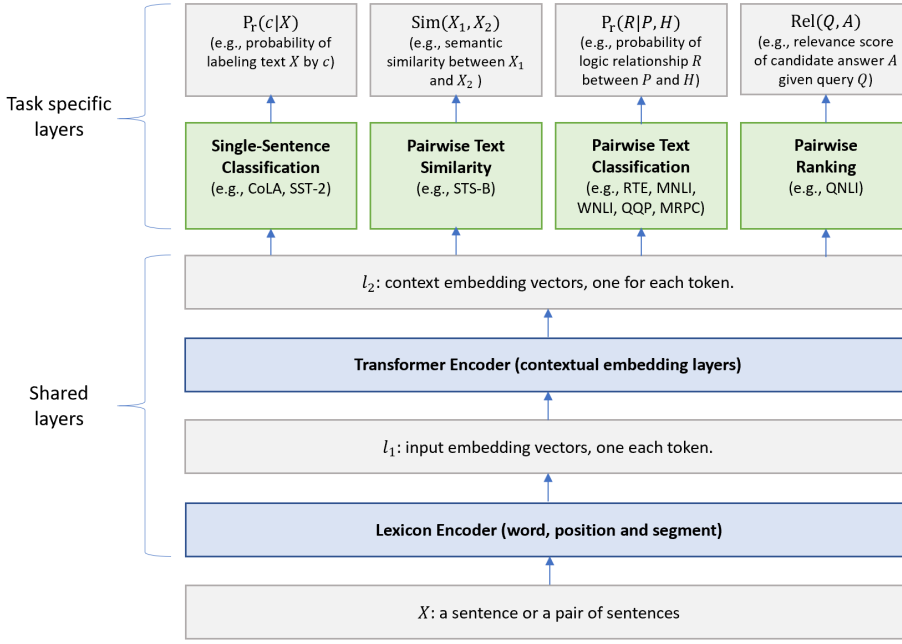 Task specific
layers
P_r(c|X)
(e.g., probability of
labeling text X by c)
Sim(X_1, X_2)
(e.g., semantic
similarity between X_1
and X_2 )
P_r(R|P, H)
(e.g., probability of
logic relationship R
between P and H)
Rel(Q, A)
(e.g., relevance score
of candidate answer A
given query Q)
Single-Sentence
Classification
(e.g., CoLA, SST-2)
Pairwise Text
Similarity
(e.g., STS-B)
Pairwise Text
Classification
(e.g., RTE, MNLI,
WNLI, QQP, MRPC)
Pairwise
Ranking
(e.g., QNLI)
Shared
layers
l_2: context embedding vectors, one for each token.
Transformer Encoder (contextual embedding layers)
l_1: input embedding vectors, one each token.
Lexicon Encoder (word, position and segment)
X: a sentence or a pair of sentences